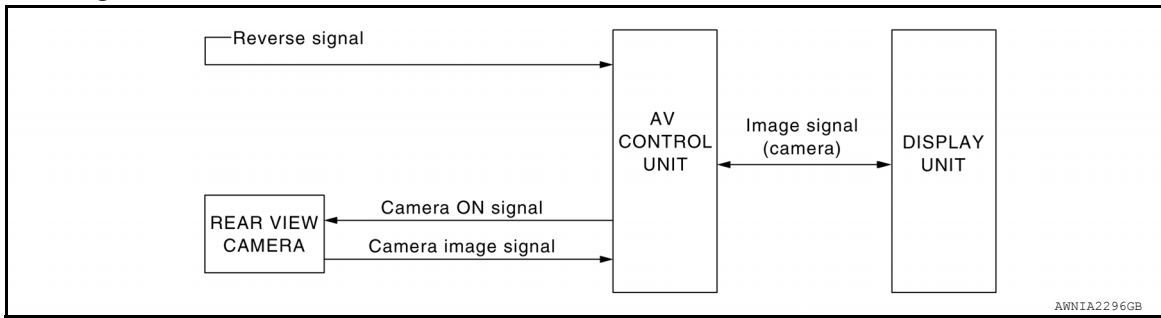 Reverse signal
AV
CONTROL
UNIT
Image signal
(camera)
DISPLAY
UNIT
REAR VIEW
CAMERA
Camera ON signal
Camera image signal
AWNIA2296GB